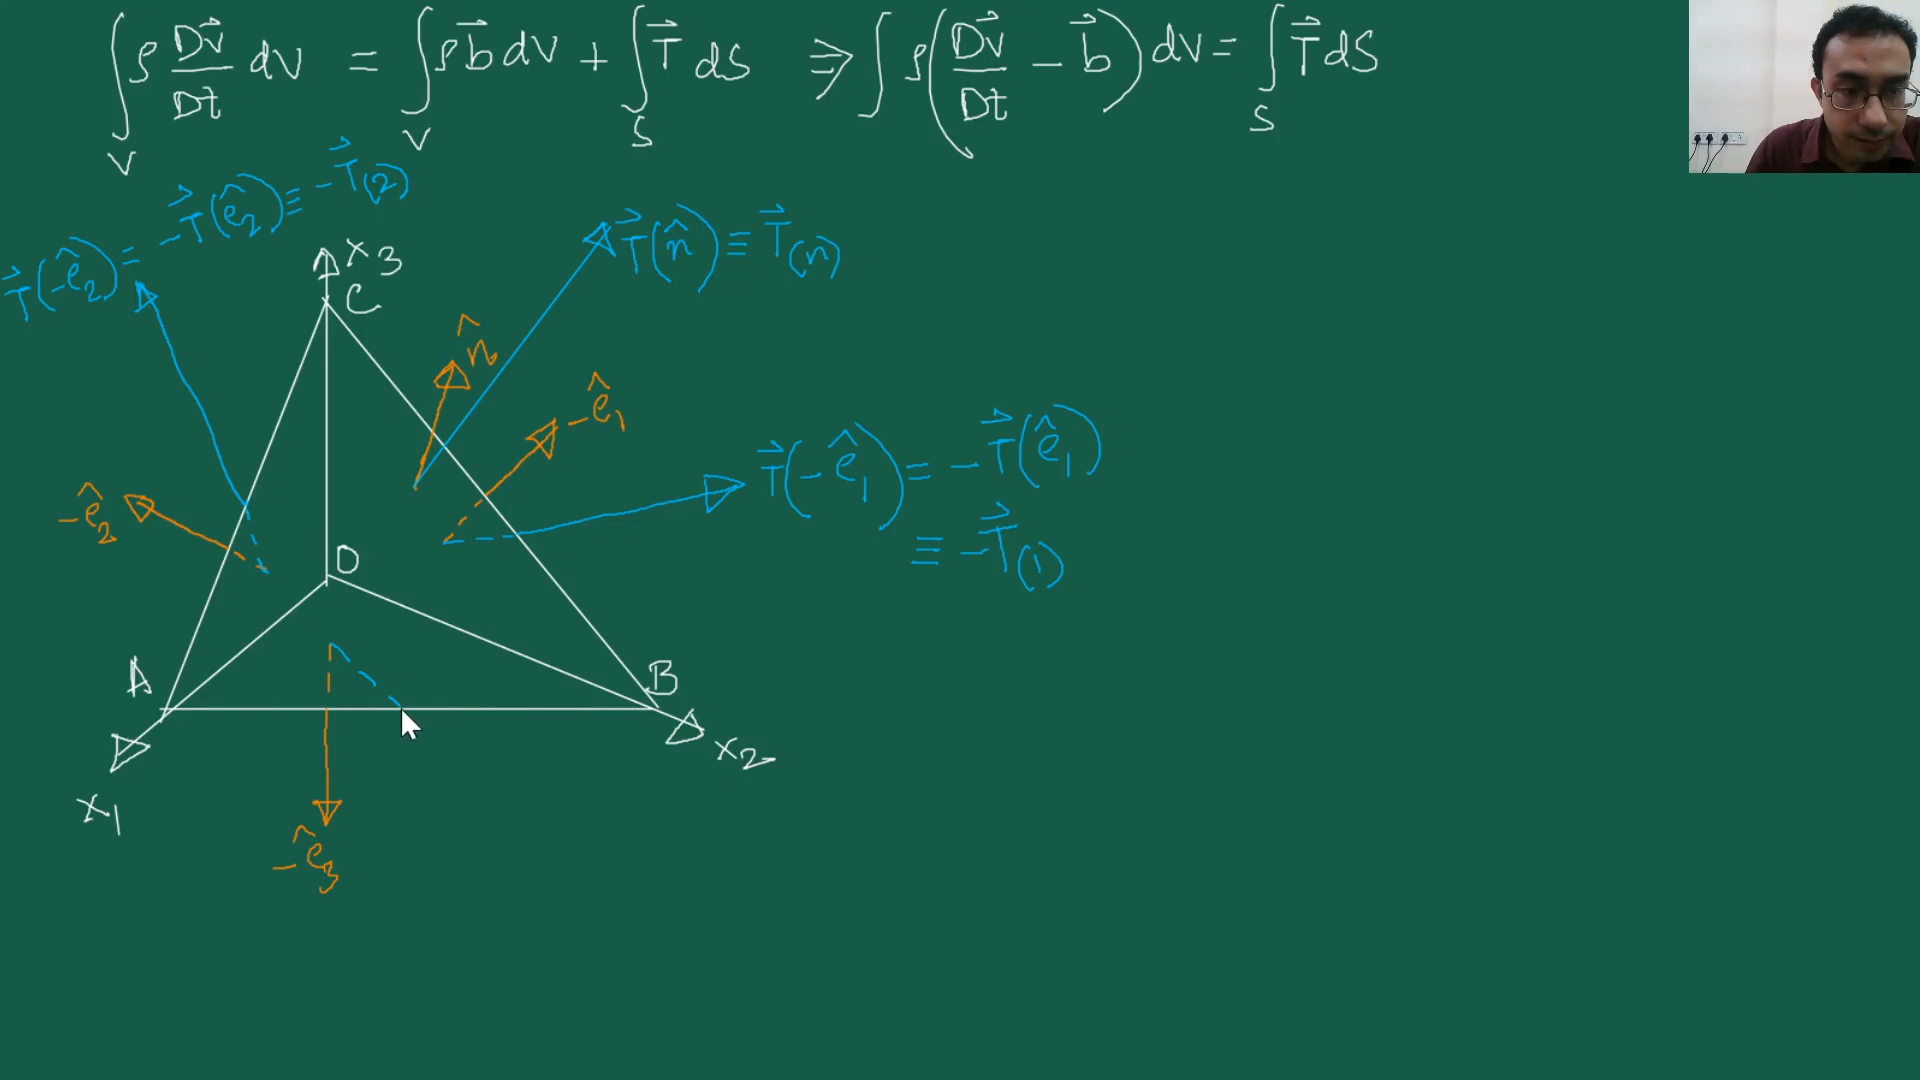 ∫_V ρ Dv⃗/Dt dV = ∫_V ρ b⃗ dV + ∫_S T⃗ dS ⇒ ∫ ρ (Dv⃗/Dt − b⃗) dV = ∫_S T⃗ dS
T⃗(−ê₂) = −T⃗(ê₂) ≡ −T⃗₍₂₎
T⃗(n̂) ≡ T⃗₍n₎
x₃
C
n̂
−ê₁
T⃗(−ê₁) = −T⃗(ê₁)
≡ −T⃗₍₁₎
−ê₂
O
A
B
x₂
x₁
−ê₃